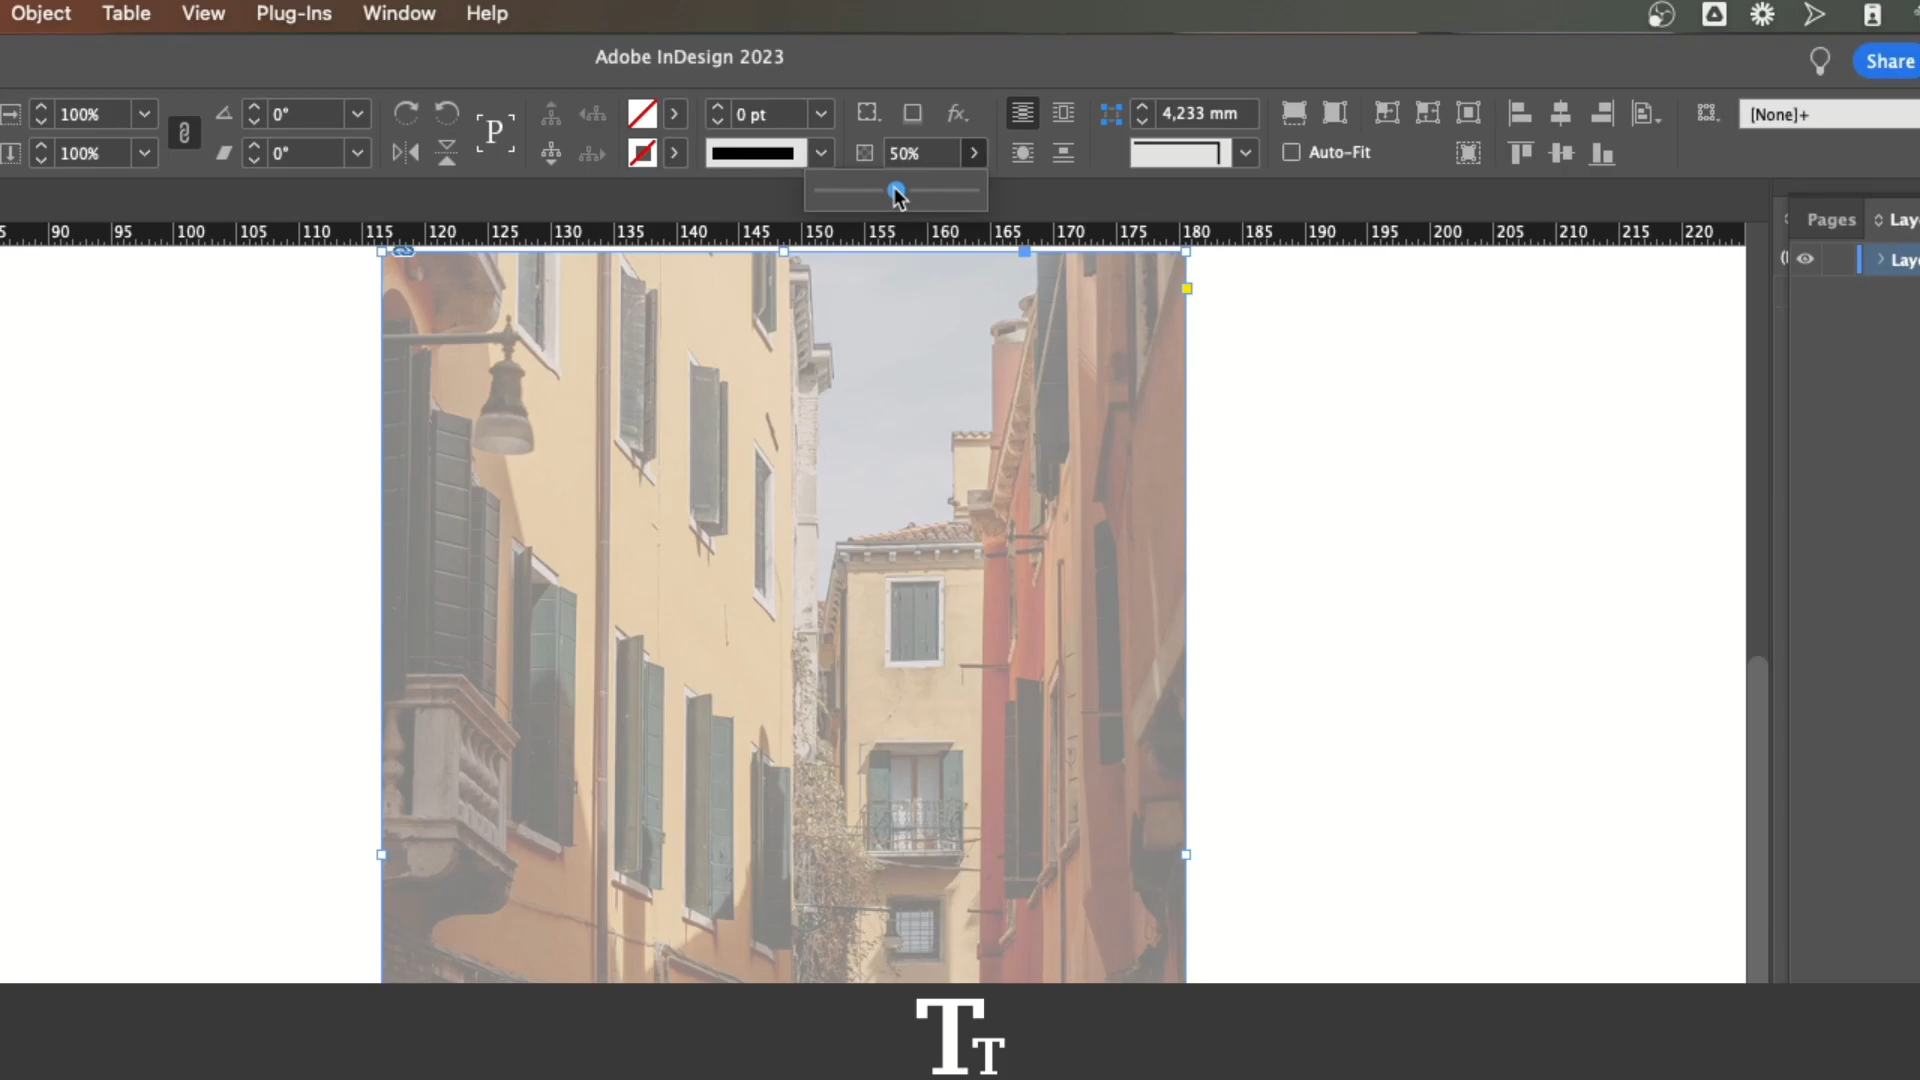 Object Table View Plug-Ins Window Help
Adobe InDesign 2023
Share
100% 0° P 0 pt fx 4,233 mm [None]+
100% 0° 50% Auto-Fit
Pages
90 95 100 105 110 115 120 125 130 135 140 145 150 155 160 165 170 175 180 185 190 195 200 205 210 215 220
TT